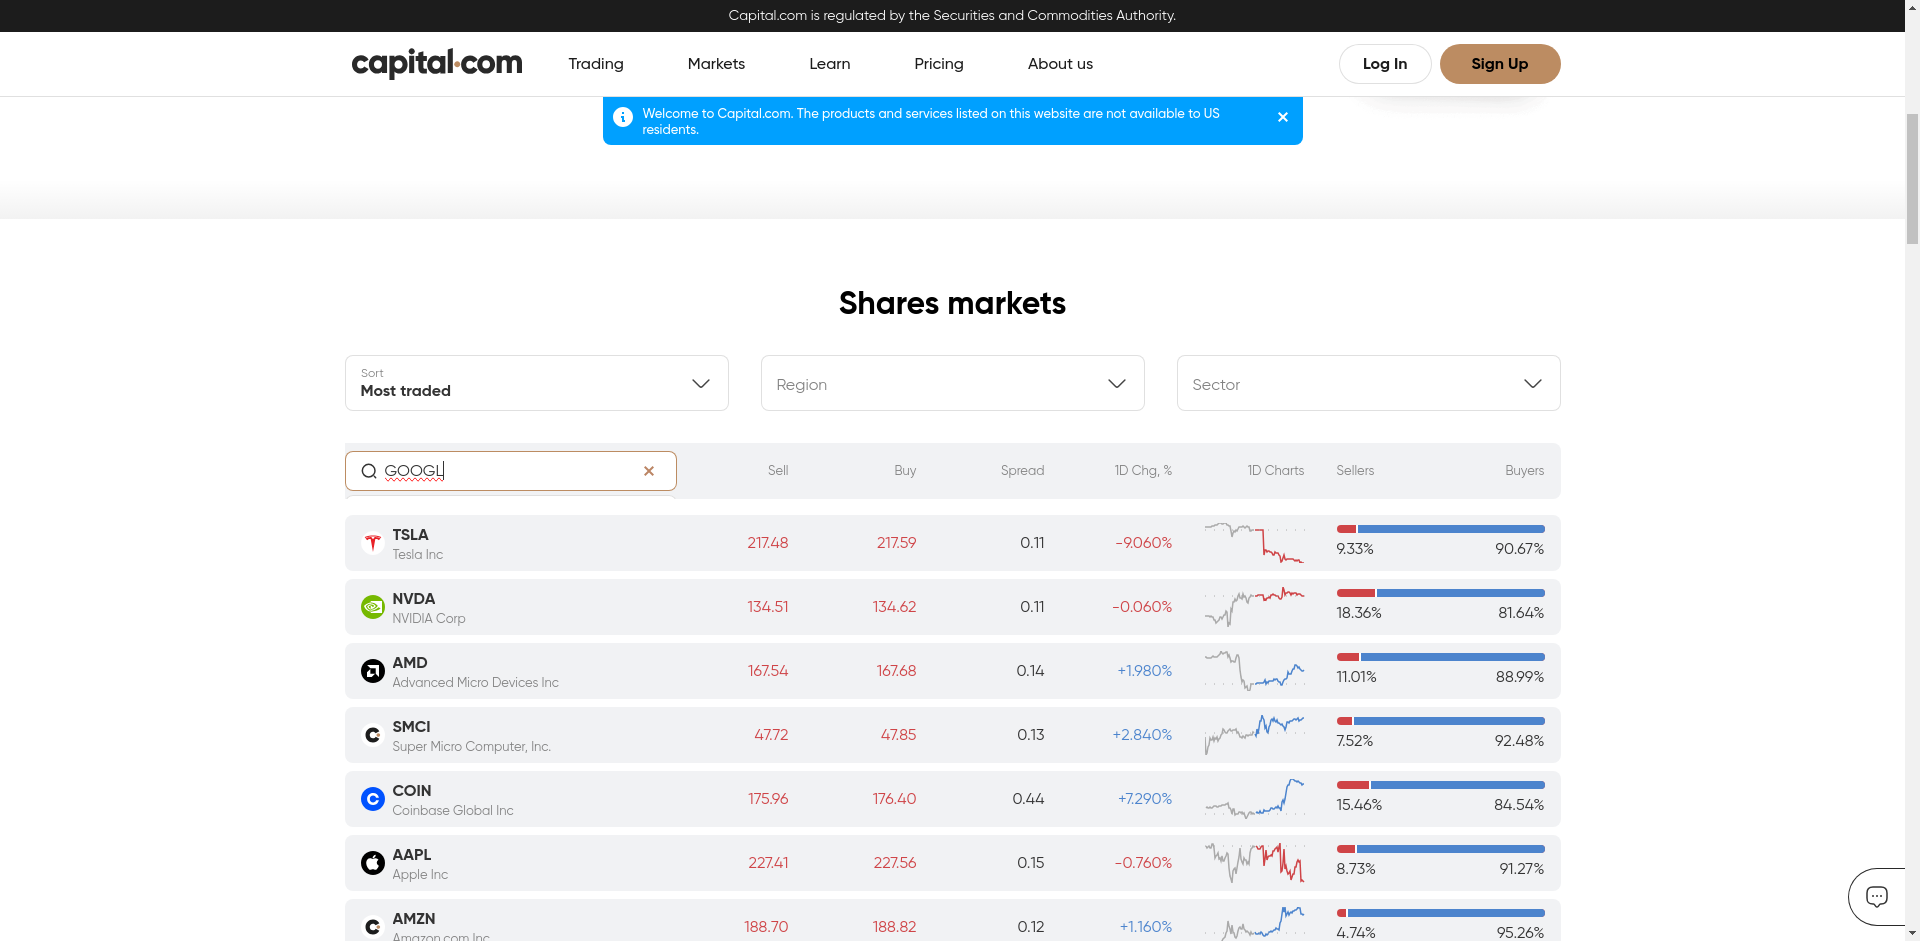 Capital.com is regulated by the Securities and Commodities Authority.
capital.com
Trading
Markets
Learn
Pricing
About us
Log In
Sign Up
Welcome to Capital.com. The products and services listed on this website are not available to US
residents.
Shares markets
Sort
Most traded
Region
Sector
GOOGL
Sell
Buy
Spread
1D Chg, %
1D Charts
Sellers
Buyers
TSLA
Tesla Inc
217.48
217.59
0.11
-9.060%
9.33%
90.67%
NVDA
NVIDIA Corp
134.51
134.62
0.11
-0.060%
18.36%
81.64%
AMD
Advanced Micro Devices Inc
167.54
167.68
0.14
+1.980%
11.01%
88.99%
SMCI
Super Micro Computer, Inc.
47.72
47.85
0.13
+2.840%
7.52%
92.48%
COIN
Coinbase Global Inc
175.96
176.40
0.44
+7.290%
15.46%
84.54%
AAPL
Apple Inc
227.41
227.56
0.15
-0.760%
8.73%
91.27%
AMZN
Amazon.com Inc
188.70
188.82
0.12
+1.160%
4.74%
95.26%